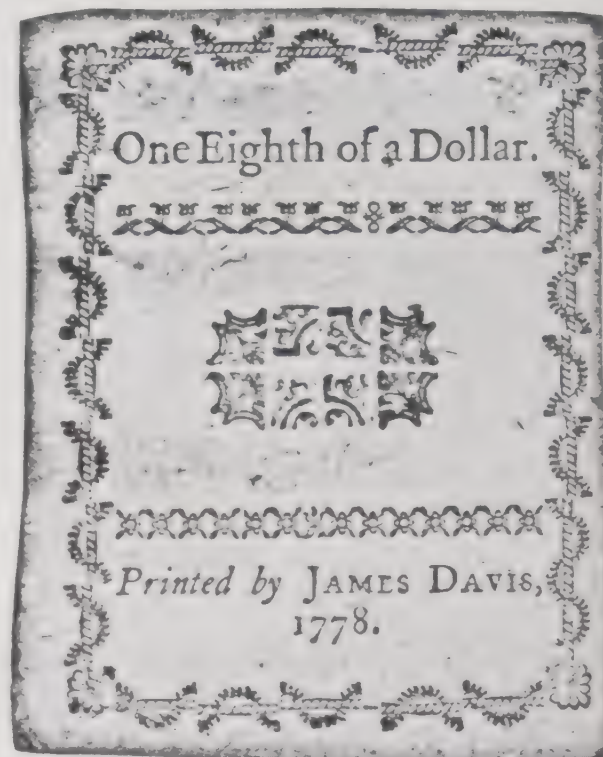 One Eighth of a Dollar.
Printed by JAMES DAVIS,
1778.